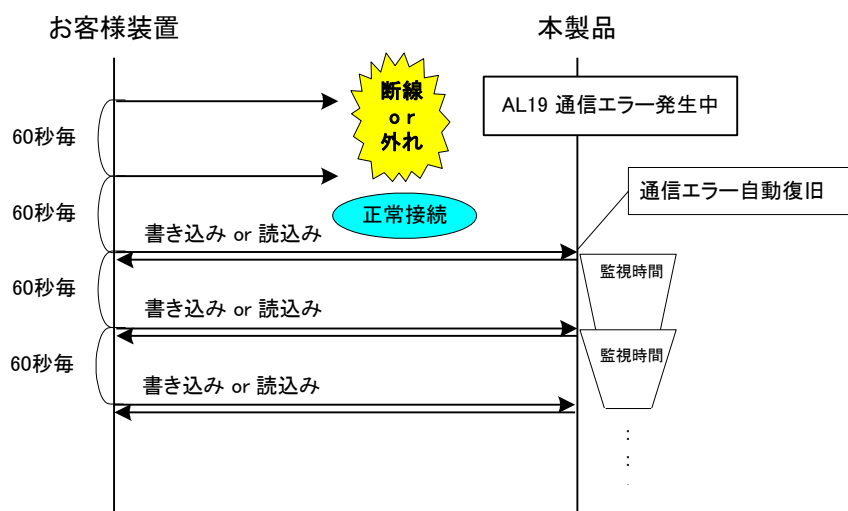 お客様装置
本製品
断線
or
外れ
AL19 通信エラー発生中
60秒毎
60秒毎
正常接続
通信エラー自動復旧
書き込み or 読込み
監視時間
60秒毎
書き込み or 読込み
監視時間
60秒毎
書き込み or 読込み